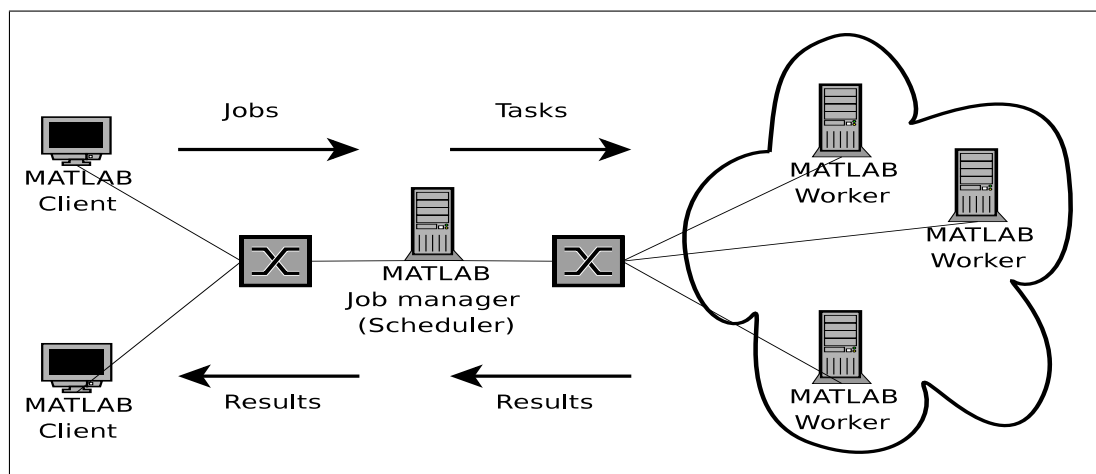 Jobs
Tasks
MATLAB
Client
MATLAB
Worker
MATLAB
Worker
MATLAB
Job manager
(Scheduler)
MATLAB
Client
Results
Results
MATLAB
Worker